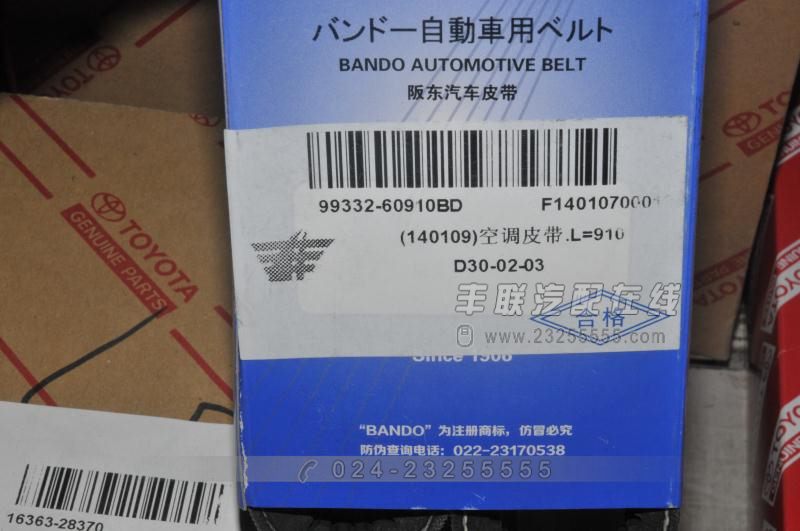 バンドー自動車用ベルト
BANDO AUTOMOTIVE BELT
阪东汽车皮带
99332-60910BD
F1401070001
(140109)空调皮带.L=910
D30-02-03
丰联汽配在线
合格
www.23255555.com
Since 1906
“BANDO”为注册商标，仿冒必究
防伪查询电话：022-23170538
024-23255555
TOYOTA
GENUINE PARTS
TOYOTA
GENUINE PARTS
16363-28370